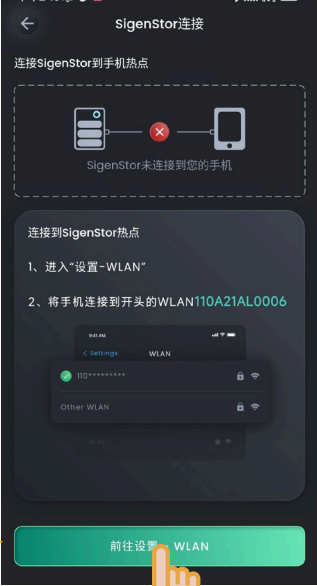 SigenStor连接
连接SigenStor到手机热点
SigenStor未连接到您的手机
连接到SigenStor热点
1、进入“设置-WLAN”
2、将手机连接到开头的WLAN110A21AL0006
9:41 AM
Settings
WLAN
110*********
Other WLAN
WLAN
前往设置 - WLAN